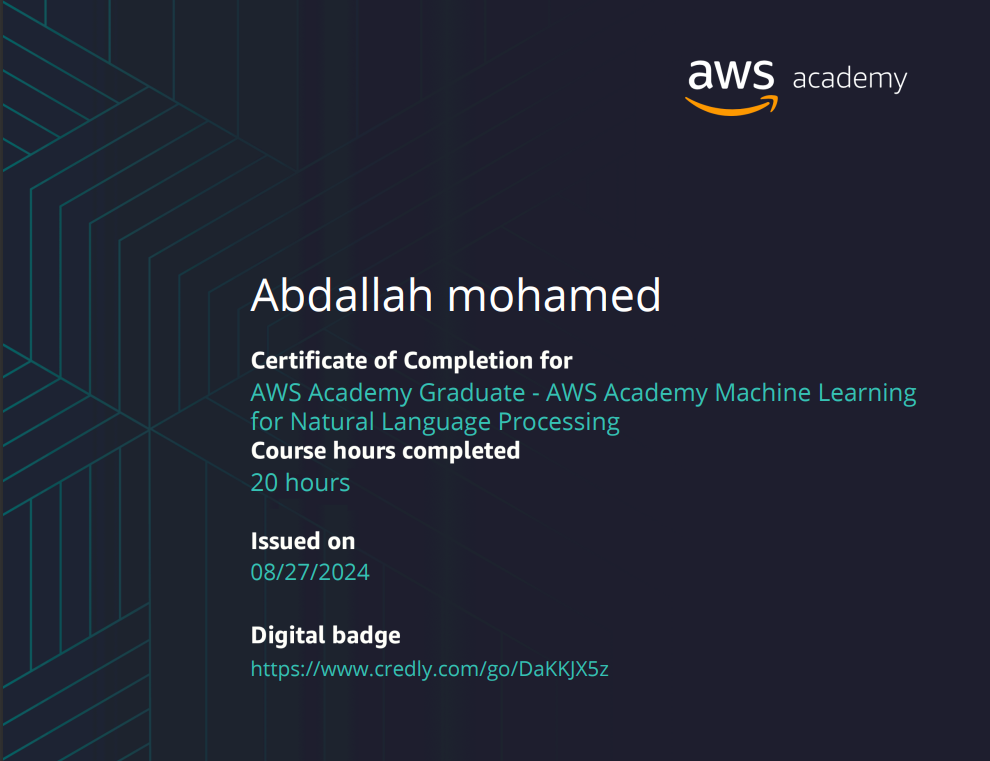 aws academy
Abdallah mohamed
Certificate of Completion for
AWS Academy Graduate - AWS Academy Machine Learning
for Natural Language Processing
Course hours completed
20 hours
Issued on
08/27/2024
Digital badge
https://www.credly.com/go/DaKKJX5z